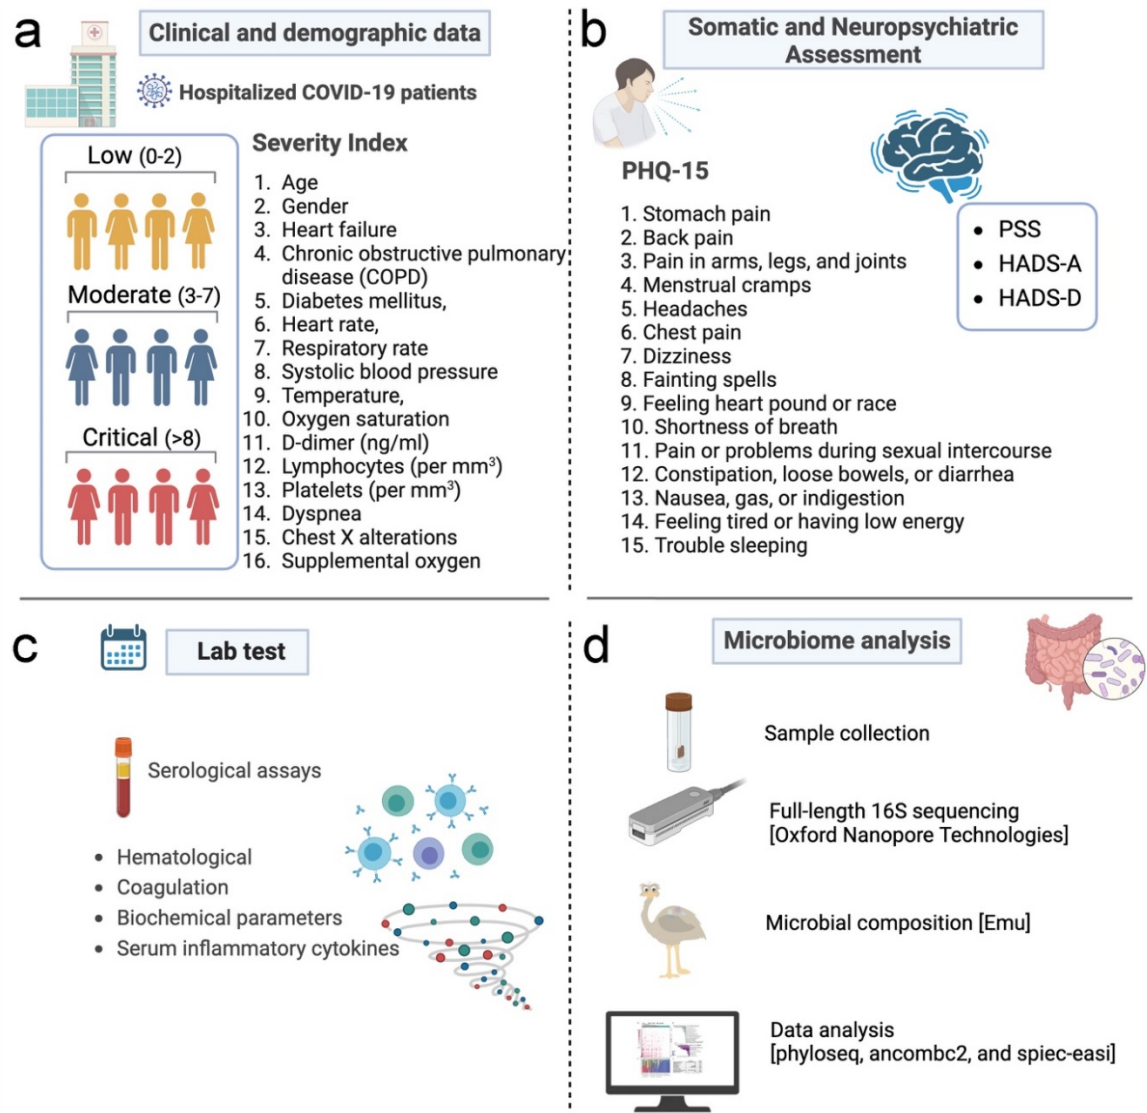 a
Clinical and demographic data
Hospitalized COVID-19 patients
Low (0-2)
Moderate (3-7)
Critical (>8)
Severity Index
1. Age
2. Gender
3. Heart failure
4. Chronic obstructive pulmonary
disease (COPD)
5. Diabetes mellitus,
6. Heart rate,
7. Respiratory rate
8. Systolic blood pressure
9. Temperature,
10. Oxygen saturation
11. D-dimer (ng/ml)
12. Lymphocytes (per mm³)
13. Platelets (per mm³)
14. Dyspnea
15. Chest X alterations
16. Supplemental oxygen
b
Somatic and Neuropsychiatric
Assessment
PHQ-15
1. Stomach pain
2. Back pain
3. Pain in arms, legs, and joints
4. Menstrual cramps
5. Headaches
6. Chest pain
7. Dizziness
8. Fainting spells
9. Feeling heart pound or race
10. Shortness of breath
11. Pain or problems during sexual intercourse
12. Constipation, loose bowels, or diarrhea
13. Nausea, gas, or indigestion
14. Feeling tired or having low energy
15. Trouble sleeping
• PSS
• HADS-A
• HADS-D
c
Lab test
Serological assays
• Hematological
• Coagulation
• Biochemical parameters
• Serum inflammatory cytokines
d
Microbiome analysis
Sample collection
Full-length 16S sequencing
[Oxford Nanopore Technologies]
Microbial composition [Emu]
Data analysis
[phyloseq, ancombc2, and spiec-easi]